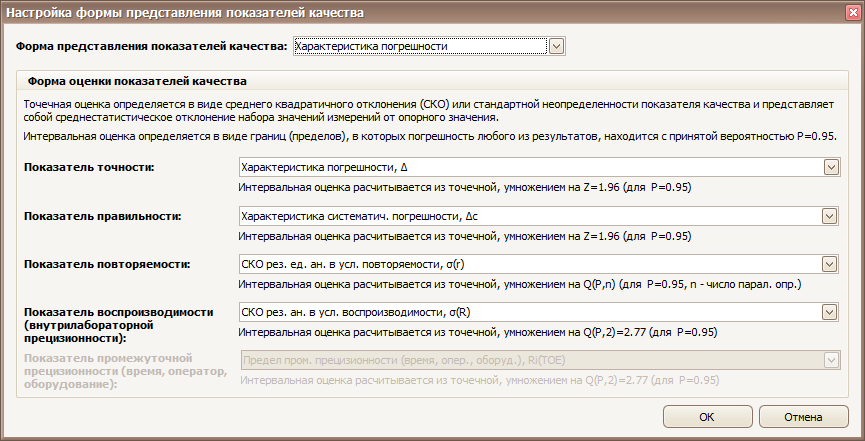 Настройка формы представления показателей качества
Форма представления показателей качества: Характеристика погрешности
Форма оценки показателей качества
Точечная оценка определяется в виде среднего квадратичного отклонения (СКО) или стандартной неопределенности показателя качества и представляет
собой среднестатистическое отклонение набора значений измерений от опорного значения.
Интервальная оценка определяется в виде границ (пределов), в которых погрешность любого из результатов, находится с принятой вероятностью P=0.95.
Показатель точности: Характеристика погрешности, Δ
Интервальная оценка расчитывается из точечной, умножением на Z=1.96 (для P=0.95)
Показатель правильности: Характеристика систематич. погрешности, Δс
Интервальная оценка расчитывается из точечной, умножением на Z=1.96 (для P=0.95)
Показатель повторяемости: СКО рез. ед. ан. в усл. повторяемости, σ(r)
Интервальная оценка расчитывается из точечной, умножением на Q(P,n) (для P=0.95, n - число парал. опр.)
Показатель воспроизводимости СКО рез. ан. в усл. воспроизводимости, σ(R)
(внутрилабораторной
прецизионности): Интервальная оценка расчитывается из точечной, умножением на Q(P,2)=2.77 (для P=0.95)
Показатель промежуточной Предел пром. прецизионности (время, опер., оборуд.), Ri(TOE)
прецизионности (время, оператор,
оборудование): Интервальная оценка расчитывается из точечной, умножением на Q(P,2)=2.77 (для P=0.95)
OK Отмена